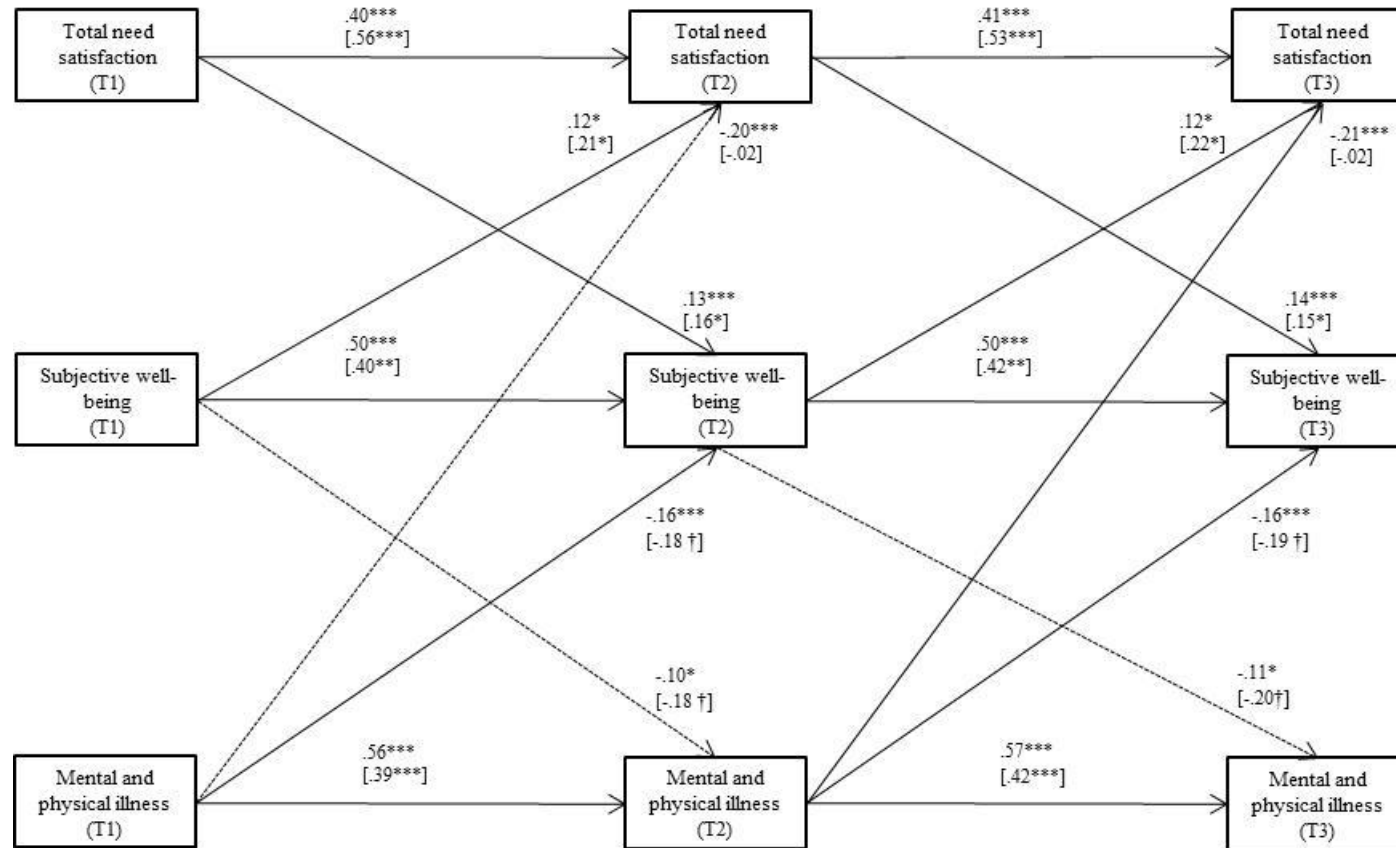 Total need
satisfaction
(T1)
.40***
[.56***]
Total need
satisfaction
(T2)
.41***
[.53***]
Total need
satisfaction
(T3)
.12*
[.21*]
-.20***
[-.02]
.12*
[.22*]
-.21***
[-.02]
.13***
[.16*]
.14***
[.15*]
Subjective well-
being
(T1)
.50***
[.40**]
Subjective well-
being
(T2)
.50***
[.42**]
Subjective well-
being
(T3)
-.16***
[-.18 †]
-.16***
[-.19 †]
-.10*
[-.18 †]
-.11*
[-.20†]
Mental and
physical illness
(T1)
.56***
[.39***]
Mental and
physical illness
(T2)
.57***
[.42***]
Mental and
physical illness
(T3)